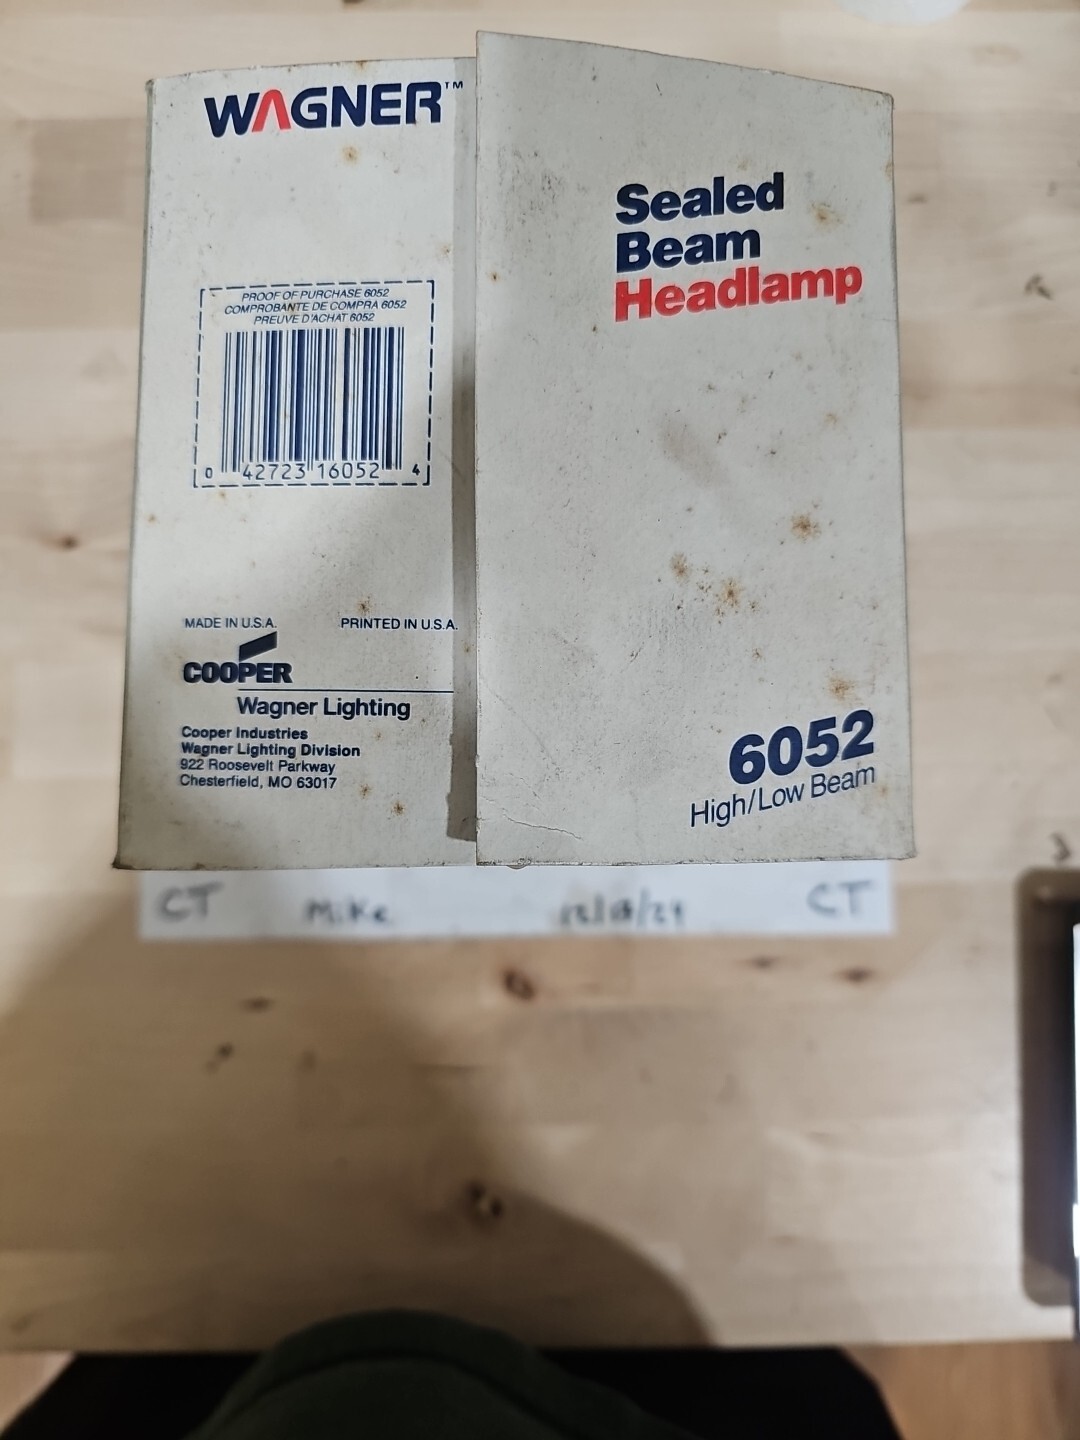 WAGNER™
PROOF OF PURCHASE 6052
COMPROBANTE DE COMPRA 6052
PREUVE D'ACHAT 6052
0 42723 16052 4
MADE IN U.S.A. PRINTED IN U.S.A.
COOPER
Wagner Lighting
Cooper Industries
Wagner Lighting Division
922 Roosevelt Parkway
Chesterfield, MO 63017
Sealed
Beam
Headlamp
6052
High/Low Beam
CT Mike CT